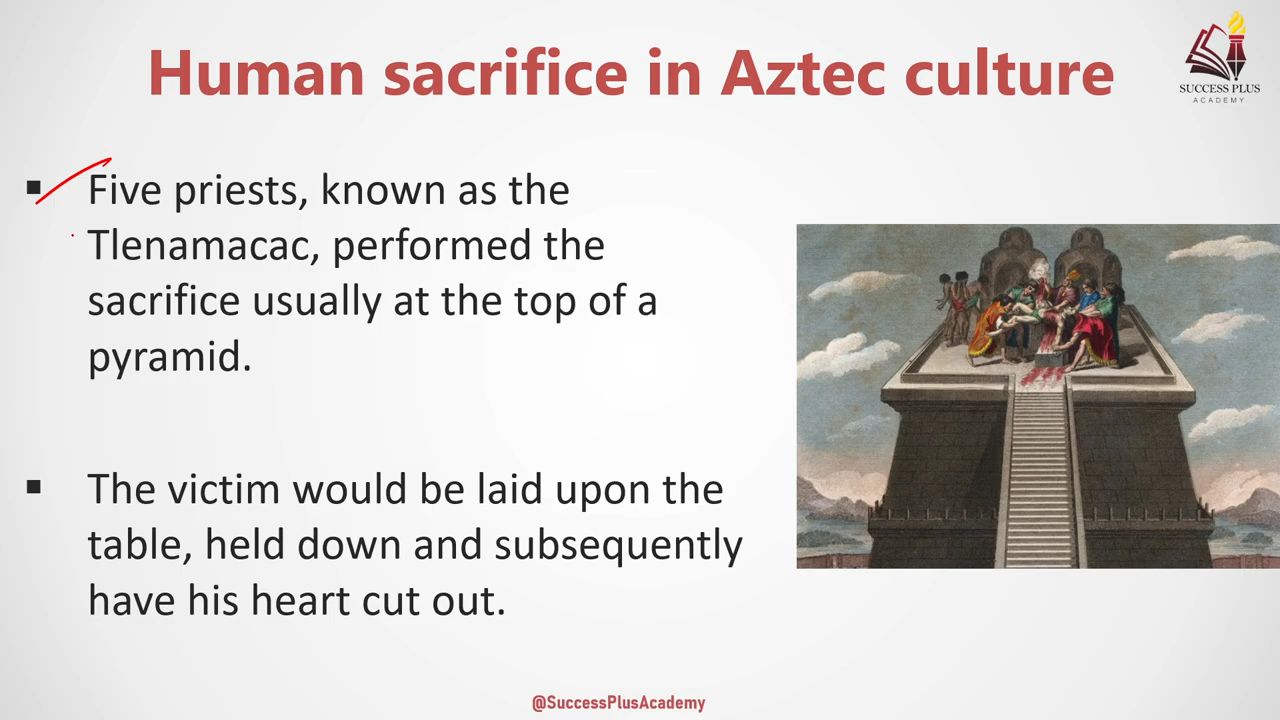 Human sacrifice in Aztec culture
SUCCESS PLUS
ACADEMY
▪ Five priests, known as the
Tlenamacac, performed the
sacrifice usually at the top of a
pyramid.
▪ The victim would be laid upon the
table, held down and subsequently
have his heart cut out.
@SuccessPlusAcademy